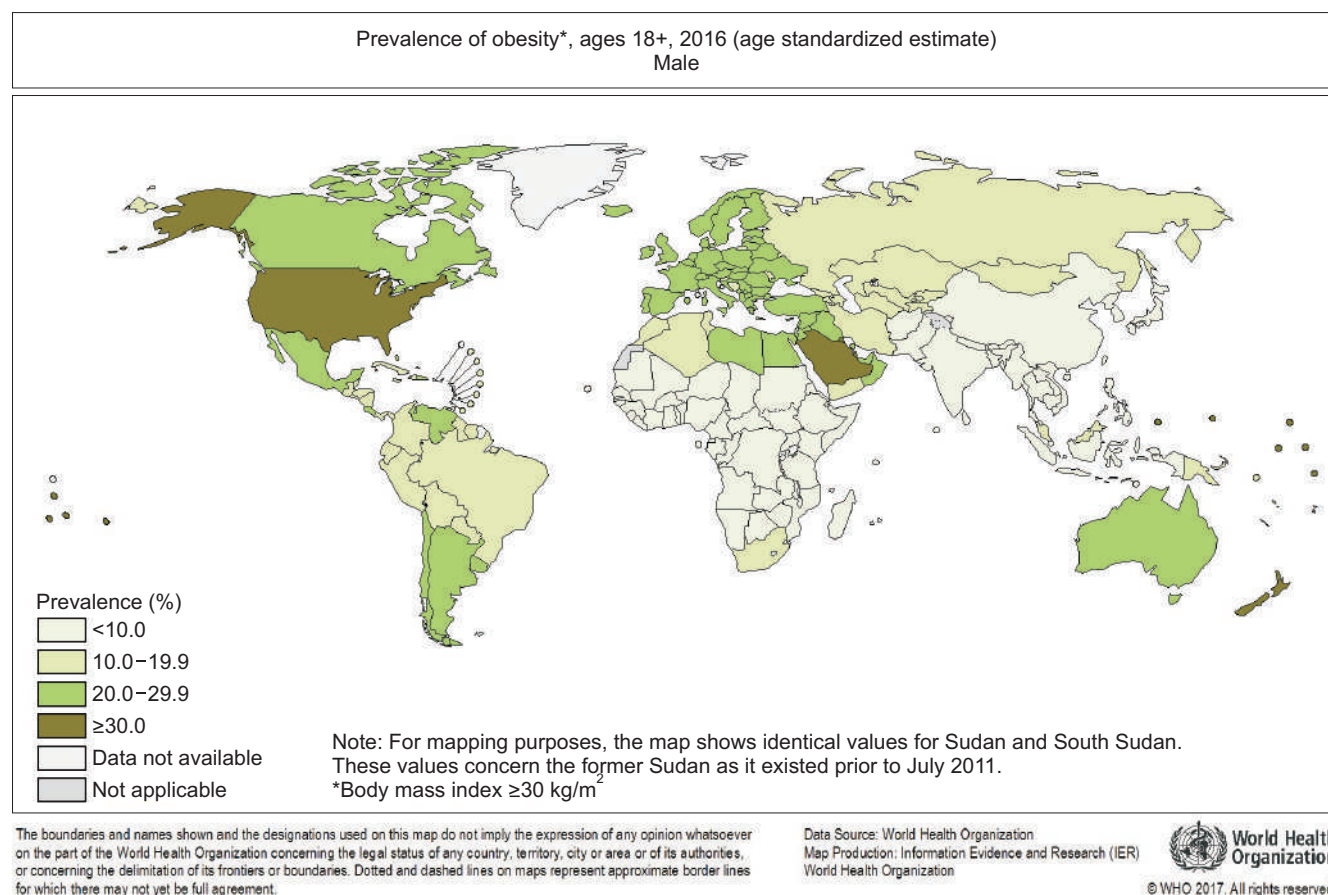 Prevalence of obesity*, ages 18+, 2016 (age standardized estimate)
Male
Prevalence (%)
<10.0
10.0−19.9
20.0−29.9
≥30.0
Data not available
Not applicable
Note: For mapping purposes, the map shows identical values for Sudan and South Sudan.
These values concern the former Sudan as it existed prior to July 2011.
*Body mass index ≥30 kg/m²
The boundaries and names shown and the designations used on this map do not imply the expression of any opinion whatsoever
on the part of the World Health Organization concerning the legal status of any country, territory, city or area or of its authorities,
or concerning the delimitation of its frontiers or boundaries. Dotted and dashed lines on maps represent approximate border lines
for which there may not yet be full agreement.
Data Source: World Health Organization
Map Production: Information Evidence and Research (IER)
World Health Organization
World Health
Organization
© WHO 2017. All rights reserved